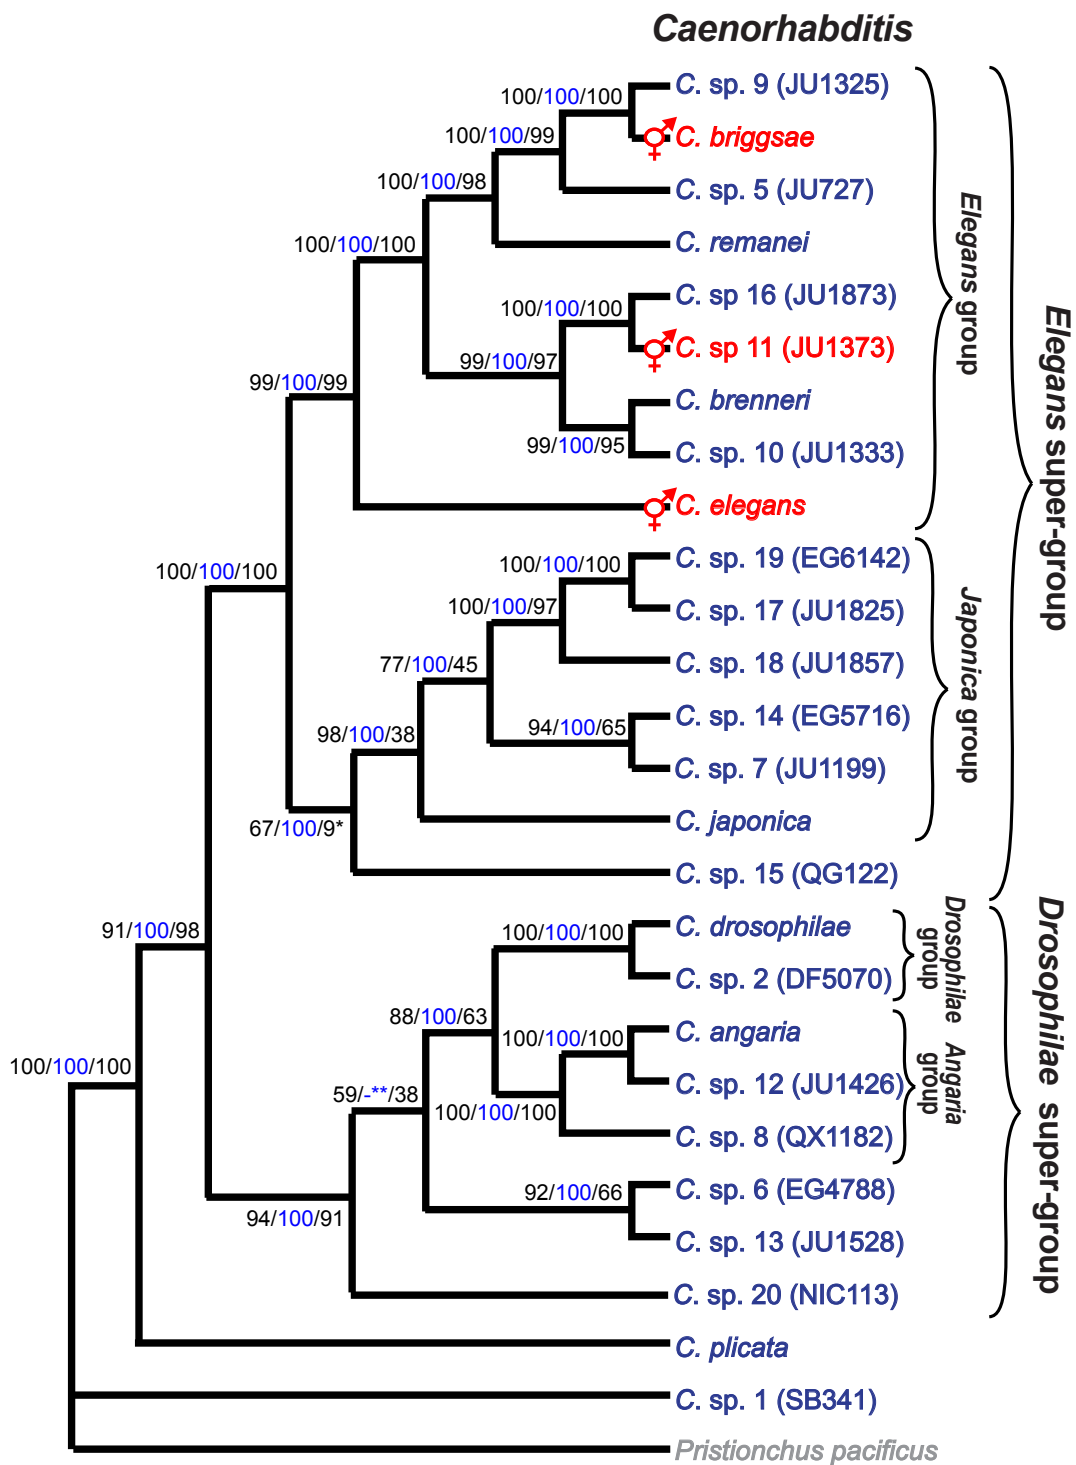 Caenorhabditis
100/100/100
C. sp. 9 (JU1325)
C. briggsae
100/100/99
C. sp. 5 (JU727)
100/100/98
C. remanei
100/100/100
C. sp 16 (JU1873)
100/100/100
C. sp 11 (JU1373)
99/100/97
C. brenneri
99/100/95
C. sp. 10 (JU1333)
99/100/99
C. elegans
Elegans group
Elegans super-group
100/100/100
C. sp. 19 (EG6142)
100/100/100
C. sp. 17 (JU1825)
100/100/97
C. sp. 18 (JU1857)
77/100/45
C. sp. 14 (EG5716)
94/100/65
C. sp. 7 (JU1199)
98/100/38
C. japonica
67/100/9*
C. sp. 15 (QG122)
Japonica group
91/100/98
C. drosophilae
100/100/100
C. sp. 2 (DF5070)
Drosophilae
group
88/100/63
C. angaria
100/100/100
C. sp. 12 (JU1426)
100/100/100
C. sp. 8 (QX1182)
Angaria
group
59/-**/38
C. sp. 6 (EG4788)
92/100/66
C. sp. 13 (JU1528)
94/100/91
C. sp. 20 (NIC113)
Drosophilae super-group
100/100/100
C. plicata
C. sp. 1 (SB341)
Pristionchus pacificus